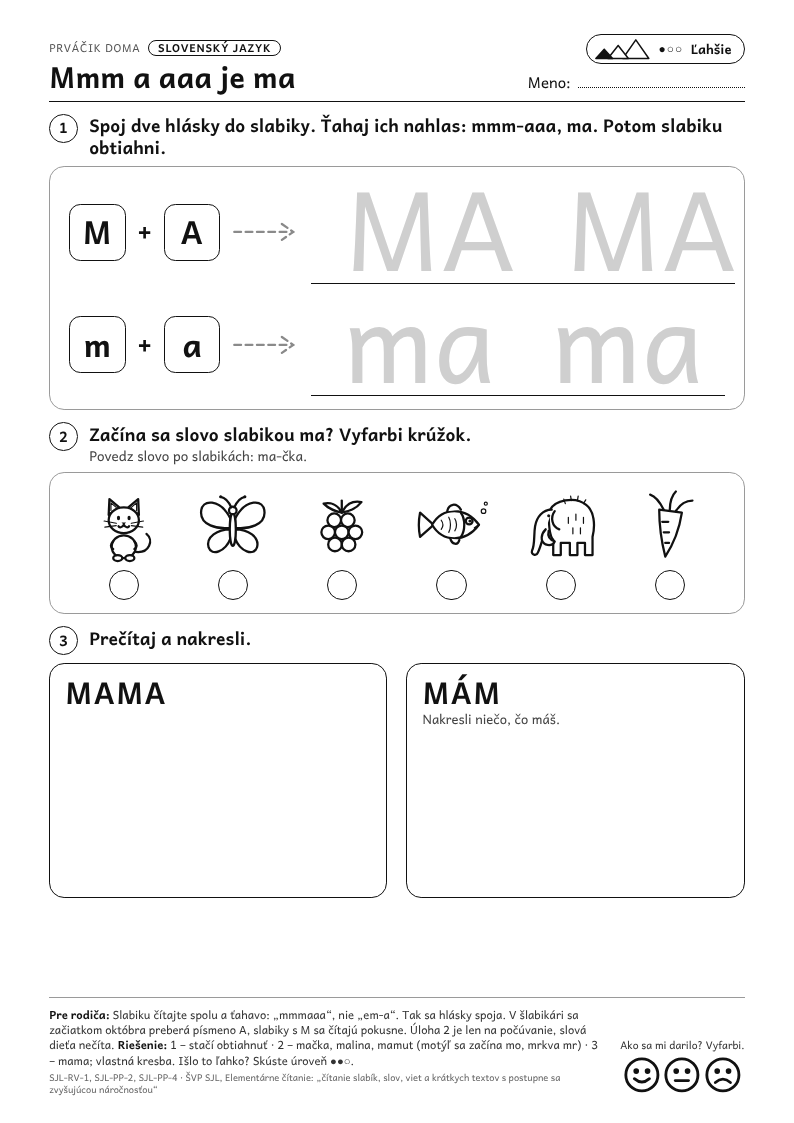 PRVÁČIK DOMA SLOVENSKÝ JAZYK
●○○ Ľahšie
Mmm a aaa je ma
Meno:
1 Spoj dve hlásky do slabiky. Ťahaj ich nahlas: mmm-aaa, ma. Potom slabiku
obtiahni.
M + A MA MA
m + a ma ma
2 Začína sa slovo slabikou ma? Vyfarbi krúžok.
Povedz slovo po slabikách: ma-čka.
3 Prečítaj a nakresli.
MAMA
MÁM
Nakresli niečo, čo máš.
Pre rodiča: Slabiku čítajte spolu a ťahavo: „mmmaaa“, nie „em-a“. Tak sa hlásky spoja. V šlabikári sa
začiatkom októbra preberá písmeno A, slabiky s M sa čítajú pokusne. Úloha 2 je len na počúvanie, slová
dieťa nečíta. Riešenie: 1 – stačí obtiahnuť · 2 – mačka, malina, mamut (motýľ sa začína mo, mrkva mr) · 3
– mama; vlastná kresba. Išlo to ľahko? Skúste úroveň ●●○.
SJL-RV-1, SJL-PP-2, SJL-PP-4 · ŠVP SJL, Elementárne čítanie: „čítanie slabík, slov, viet a krátkych textov s postupne sa
zvyšujúcou náročnosťou“
Ako sa mi darilo? Vyfarbi.